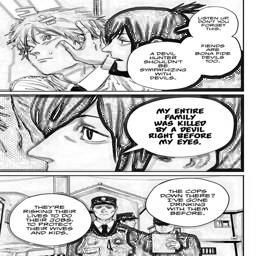 LISTEN UP.
DON'T YOU
FORGET
THIS.
FIENDS
ARE
BONA FIDE
DEVILS
TOO.
A DEVIL
HUNTER
SHOULDN'T
BE
SYMPATHIZING
WITH
DEVILS.
MY ENTIRE
FAMILY
WAS KILLED
BY A DEVIL
RIGHT BEFORE
MY EYES.
THE COPS
DOWN THERE?
I'VE GONE
DRINKING
WITH THEM
BEFORE.
THEY'RE
RISKING THEIR
LIVES TO DO
THEIR JOBS,
TO PROTECT
THEIR WIVES
AND KIDS.